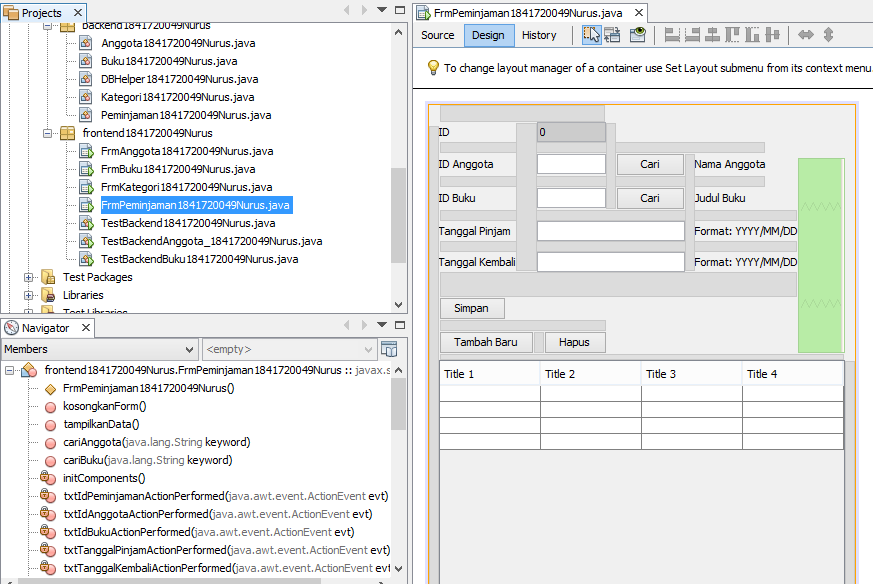 Projects
backend1841720049Nurus
Anggota1841720049Nurus.java
Buku1841720049Nurus.java
DBHelper1841720049Nurus.java
Kategori1841720049Nurus.java
Peminjaman1841720049Nurus.java
frontend1841720049Nurus
FrmAnggota1841720049Nurus.java
FrmBuku1841720049Nurus.java
FrmKategori1841720049Nurus.java
FrmPeminjaman1841720049Nurus.java
TestBackend1841720049Nurus.java
TestBackendAnggota_1841720049Nurus.java
TestBackendBuku1841720049Nurus.java
Test Packages
Libraries
Test Libraries
Navigator
Members <empty>
frontend1841720049Nurus.FrmPeminjaman1841720049Nurus :: javax.s
FrmPeminjaman1841720049Nurus()
kosongkanForm()
tampilkanData()
cariAnggota(java.lang.String keyword)
cariBuku(java.lang.String keyword)
initComponents()
txtIdPeminjamanActionPerformed(java.awt.event.ActionEvent evt)
txtIdAnggotaActionPerformed(java.awt.event.ActionEvent evt)
txtIdBukuActionPerformed(java.awt.event.ActionEvent evt)
txtTanggalPinjamActionPerformed(java.awt.event.ActionEvent evt)
txtTanggalKembaliActionPerformed(java.awt.event.ActionEvent evt
FrmPeminjaman1841720049Nurus.java
Source Design History
To change layout manager of a container use Set Layout submenu from its context menu.
ID 0
ID Anggota Cari Nama Anggota
ID Buku Cari Judul Buku
Tanggal Pinjam Format: YYYY/MM/DD
Tanggal Kembali Format: YYYY/MM/DD
Simpan
Tambah Baru Hapus
Title 1 Title 2 Title 3 Title 4